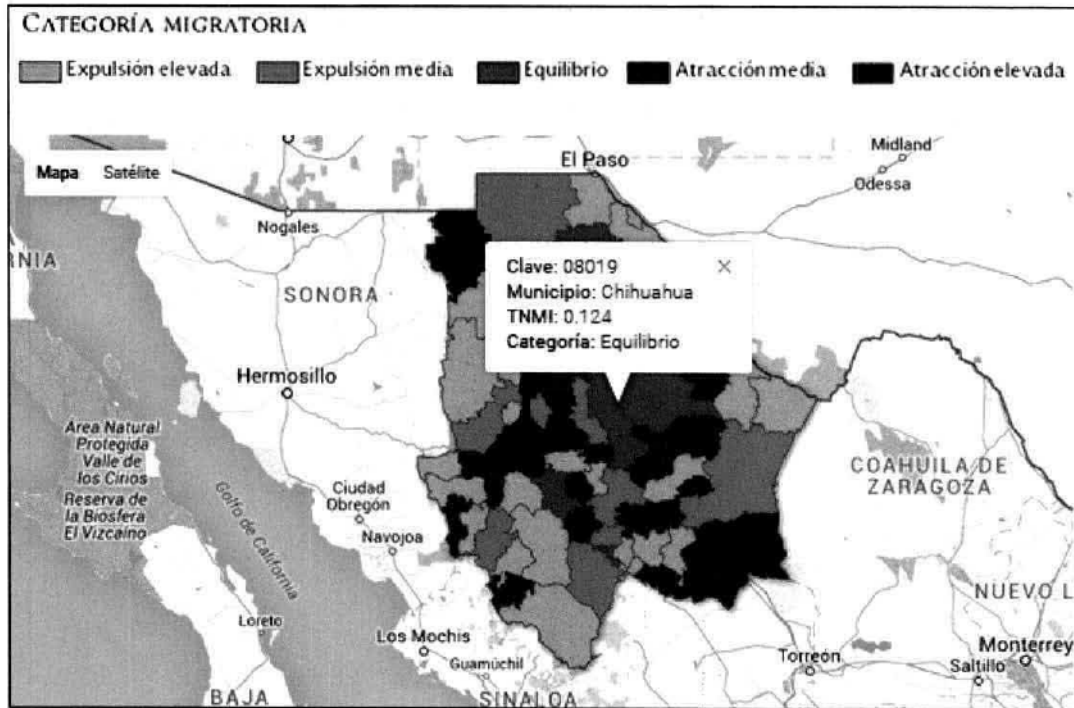 CATEGORÍA MIGRATORIA
Expulsión elevada Expulsión media Equilibrio Atracción media Atracción elevada
Mapa Satélite
El Paso
Midland
Odessa
Nogales
RNIA
SONORA
Clave: 08019 ×
Municipio: Chihuahua
TNMI: 0.124
Categoría: Equilibrio
Hermosillo
Área Natural
Protegida
Valle de
los Cirios
Reserva de
la Biosfera
El Vizcaíno
Golfo de California
Ciudad
Obregón
Navojoa
COAHUILA DE
ZARAGOZA
NUEVO L
Loreto
Los Mochis
Guamúchil
Torreón
Saltillo
Monterrey
BAJA
SINALOA